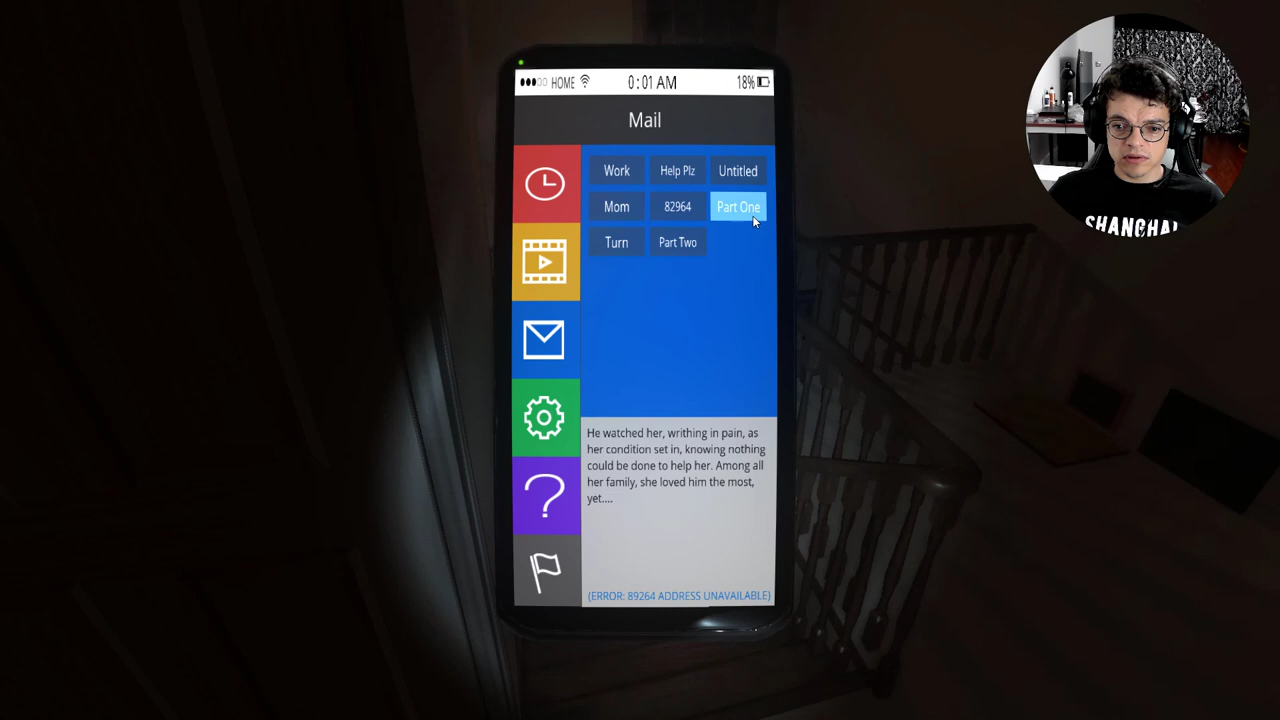 HOME 0:01 AM 18%
Mail
Work Help Plz Untitled
Mom 82964 Part One
Turn Part Two
He watched her, writhing in pain, as
her condition set in, knowing nothing
could be done to help her. Among all
her family, she loved him the most,
yet....
(ERROR: 89264 ADDRESS UNAVAILABLE)
SHANGHAI